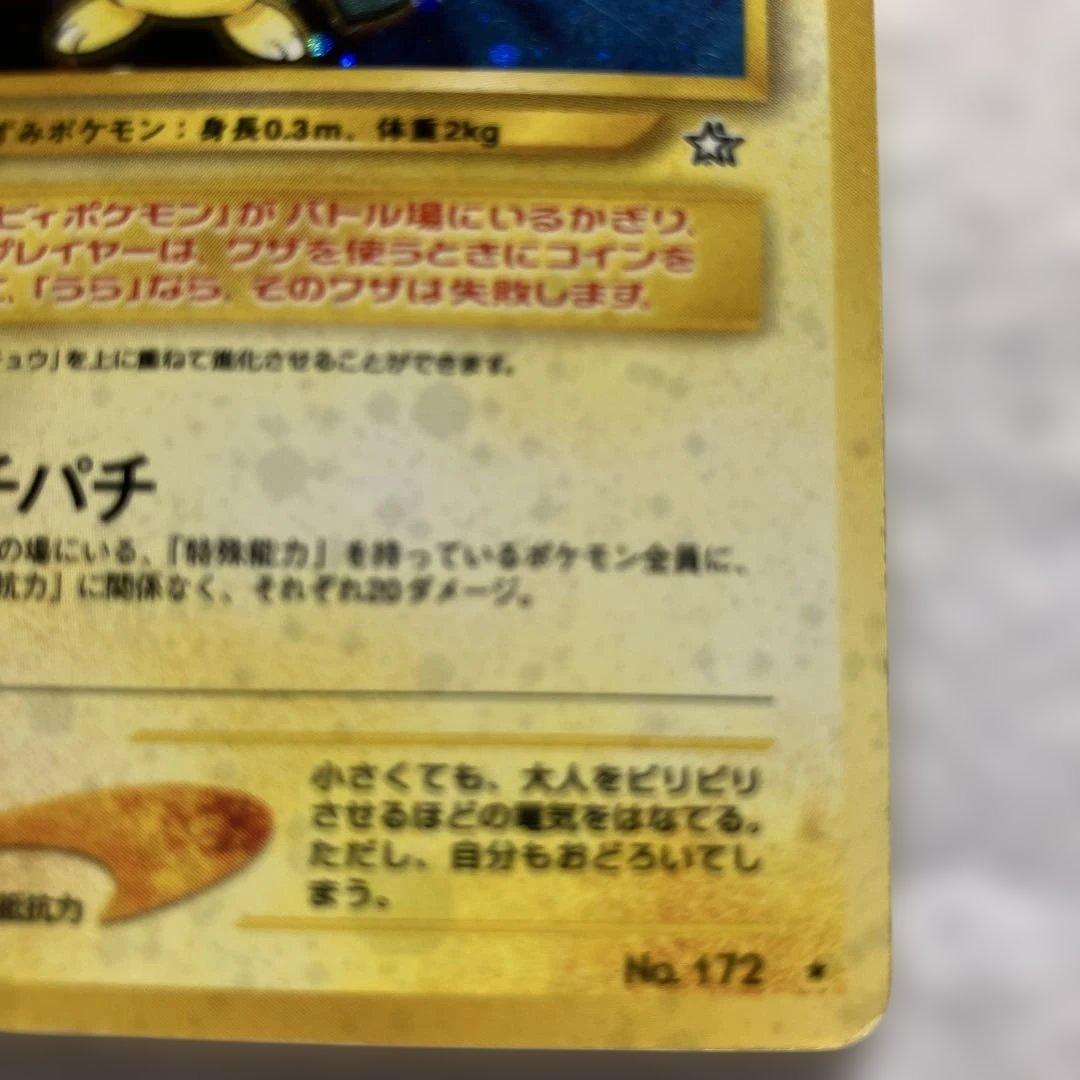 ずみポケモン：身長0.3m、体重2kg
ビィポケモン」がバトル場にいるかぎり、
プレイヤーは、ワザを使うときにコインを
、「うら」なら、そのワザは失敗します。
チュウ」を上に重ねて進化させることができます。
チパチ
の場にいる、「特殊能力」を持っているポケモン全員に、
抗力」に関係なく、それぞれ20ダメージ。
小さくても、大人をビリビリ
させるほどの電気をはなてる。
ただし、自分もおどろいてし
まう。
抵抗力
No. 172 ★